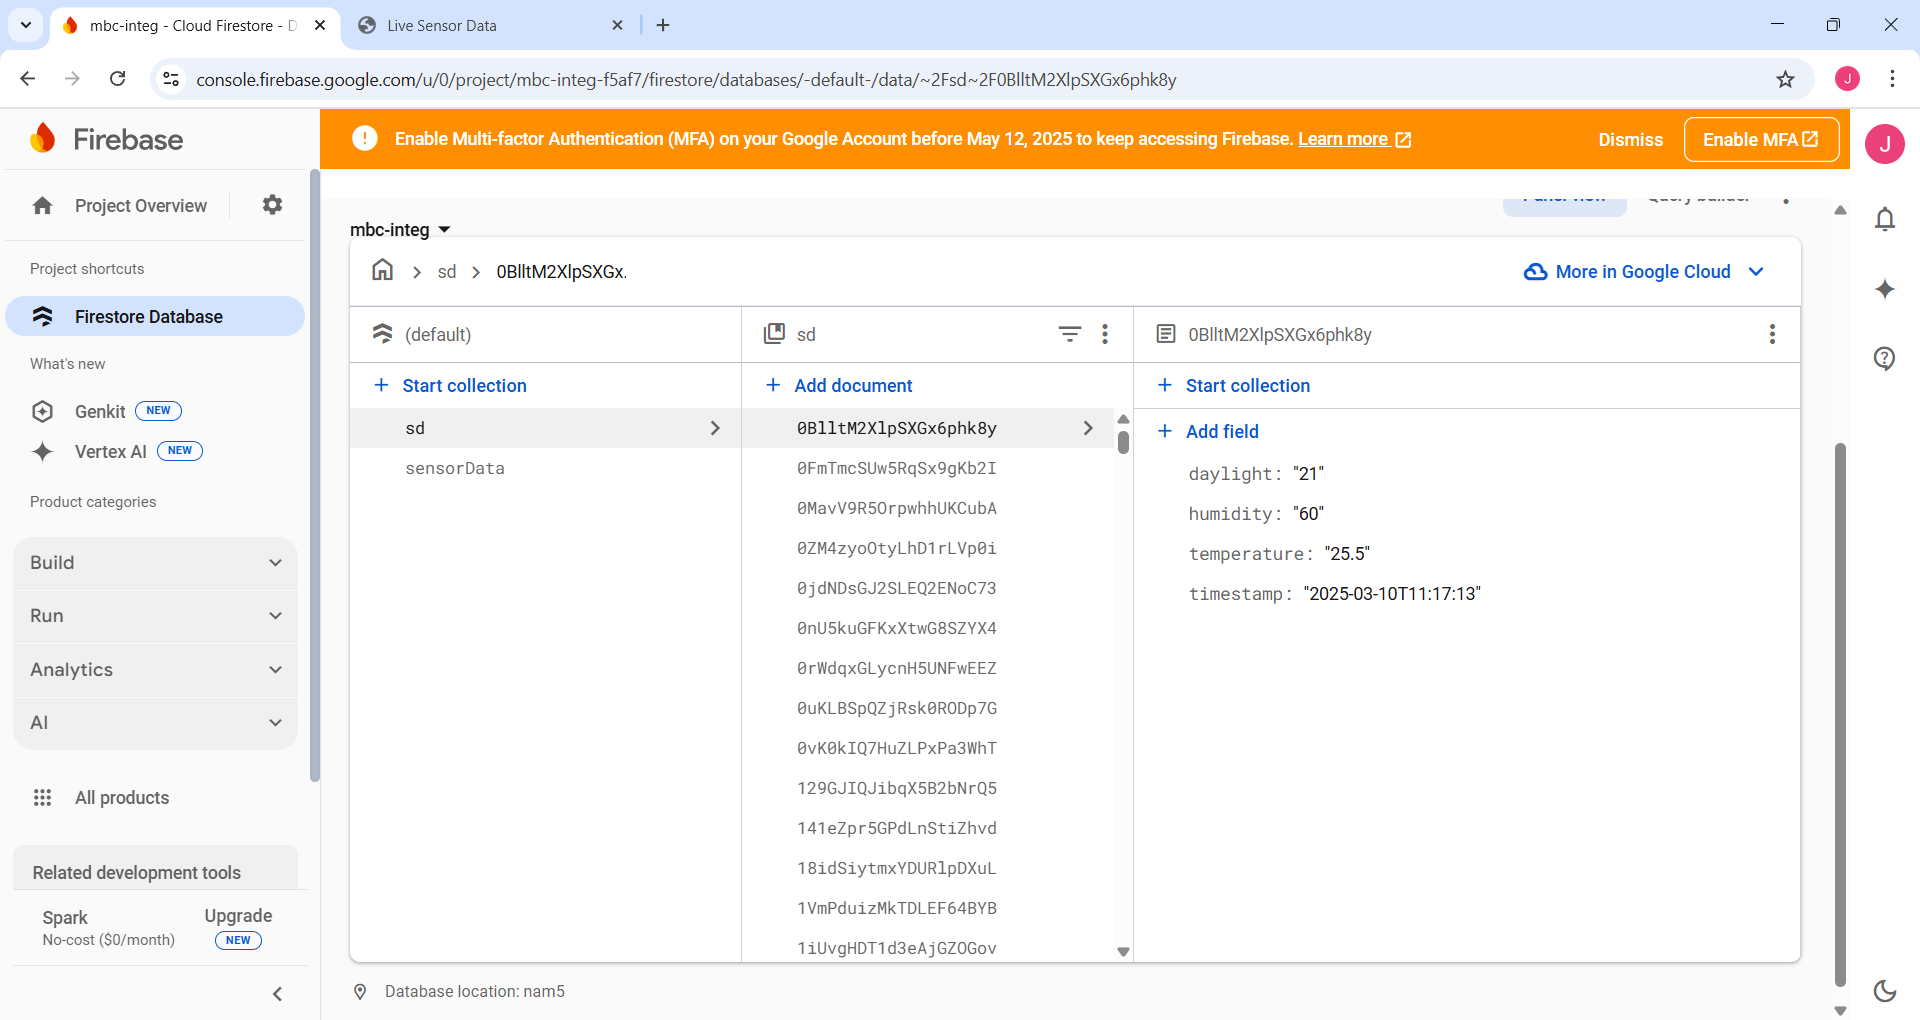 mbc-integ - Cloud Firestore - D
Live Sensor Data
console.firebase.google.com/u/0/project/mbc-integ-f5af7/firestore/databases/-default-/data/~2Fsd~2F0BlltM2XlpSXGx6phk8y
J
Firebase
Enable Multi-factor Authentication (MFA) on your Google Account before May 12, 2025 to keep accessing Firebase. Learn more
Dismiss
Enable MFA
J
Project Overview
Project shortcuts
Firestore Database
What's new
Genkit NEW
Vertex AI NEW
Product categories
Build
Run
Analytics
AI
All products
Related development tools
Spark
No-cost ($0/month)
Upgrade
NEW
Panel view
Query builder
mbc-integ
sd
0BlltM2XlpSXGx.
More in Google Cloud
(default)
Start collection
sd
sensorData
sd
Add document
0BlltM2XlpSXGx6phk8y
0FmTmcSUw5RqSx9gKb2I
0MavV9R5OrpwhhUKCubA
0ZM4zyoOtyLhD1rLVp0i
0jdNDsGJ2SLEQ2ENoC73
0nU5kuGFKxXtwG8SZYX4
0rWdqxGLycnH5UNFwEEZ
0uKLBSpQZjRsk0RODp7G
0vK0kIQ7HuZLPxPa3WhT
129GJIQJibqX5B2bNrQ5
141eZpr5GPdLnStiZhvd
18idSiytmxYDURlpDXuL
1VmPduizMkTDLEF64BYB
1iUvgHDT1d3eAjGZOGov
0BlltM2XlpSXGx6phk8y
Start collection
Add field
daylight: "21"
humidity: "60"
temperature: "25.5"
timestamp: "2025-03-10T11:17:13"
Database location: nam5